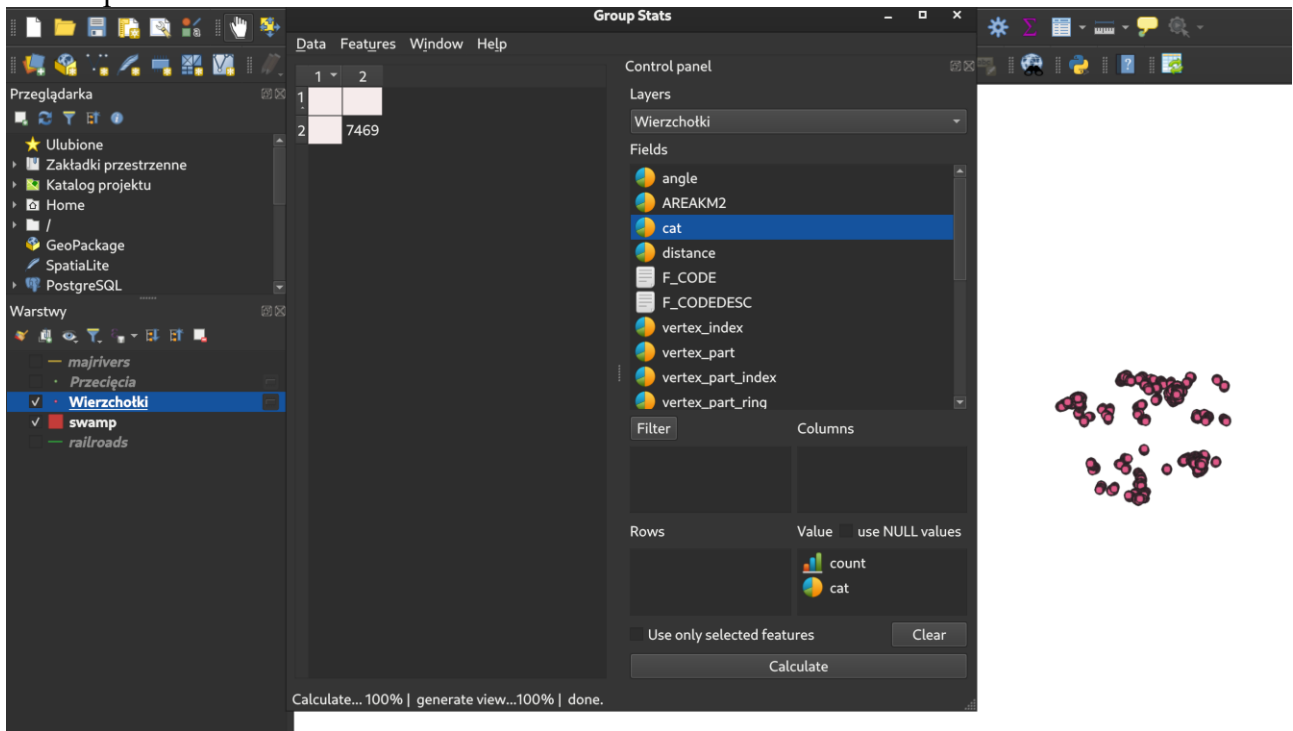 Group Stats
Data Features Window Help
1 2
1
2 7469
Calculate... 100% | generate view...100% | done.
Control panel
Layers
Wierzchołki
Fields
angle
AREAKM2
cat
distance
F_CODE
F_CODEDESC
vertex_index
vertex_part
vertex_part_index
vertex_part_ring
Filter
Columns
Rows
Value use NULL values
count
cat
Use only selected features
Clear
Calculate
Przeglądarka
Ulubione
Zakładki przestrzenne
Katalog projektu
Home
/
GeoPackage
SpatiaLite
PostgreSQL
Warstwy
majrivers
Przecięcia
Wierzchołki
swamp
railroads